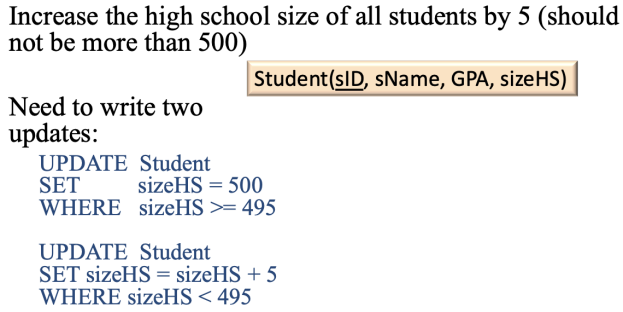 Increase the high school size of all students by 5 (should
not be more than 500)
Student(sID, sName, GPA, sizeHS)
Need to write two
updates:
UPDATE Student
SET sizeHS = 500
WHERE sizeHS >= 495
UPDATE Student
SET sizeHS = sizeHS + 5
WHERE sizeHS < 495